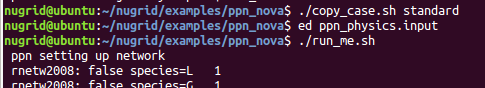 nugrid@ubuntu:~/nugrid/examples/ppn_nova$ ./copy_case.sh standard
nugrid@ubuntu:~/nugrid/examples/ppn_nova$ ed ppn_physics.input
nugrid@ubuntu:~/nugrid/examples/ppn_nova$ ./run_me.sh
ppn setting up network
rnetw2008: false species=L 1
rnetw2008: false species=G 1